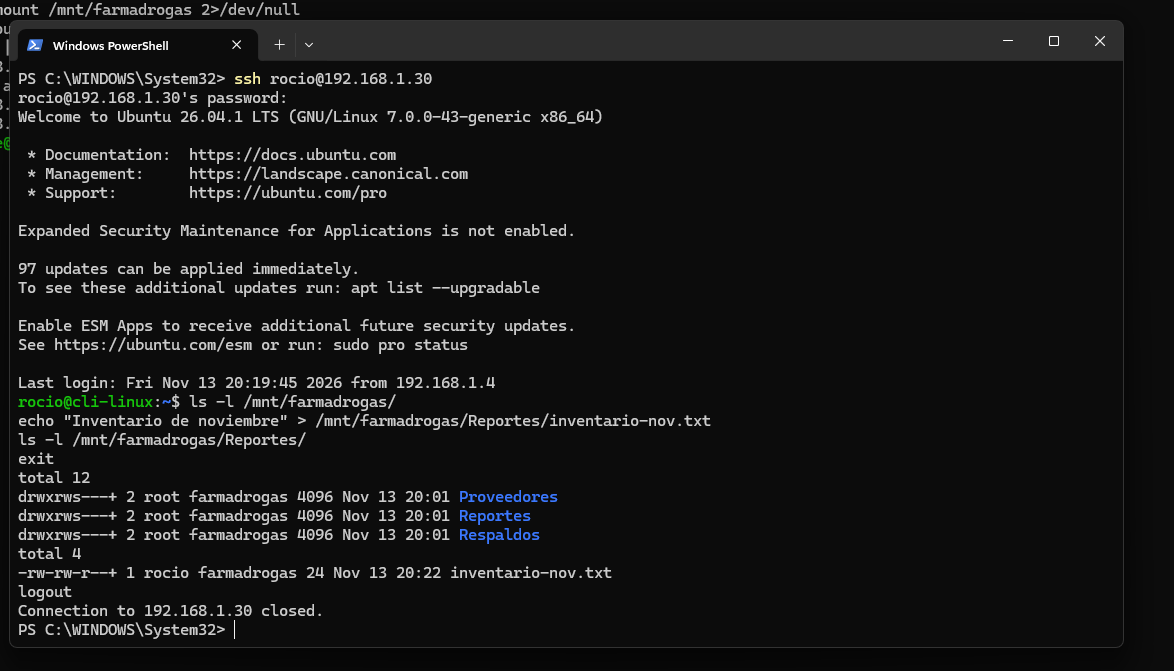 mount /mnt/farmadrogas 2>/dev/null
Windows PowerShell
PS C:\WINDOWS\System32> ssh rocio@192.168.1.30
rocio@192.168.1.30's password:
Welcome to Ubuntu 26.04.1 LTS (GNU/Linux 7.0.0-43-generic x86_64)
* Documentation: https://docs.ubuntu.com
* Management: https://landscape.canonical.com
* Support: https://ubuntu.com/pro
Expanded Security Maintenance for Applications is not enabled.
97 updates can be applied immediately.
To see these additional updates run: apt list --upgradable
Enable ESM Apps to receive additional future security updates.
See https://ubuntu.com/esm or run: sudo pro status
Last login: Fri Nov 13 20:19:45 2026 from 192.168.1.4
rocio@cli-linux:~$ ls -l /mnt/farmadrogas/
echo "Inventario de noviembre" > /mnt/farmadrogas/Reportes/inventario-nov.txt
ls -l /mnt/farmadrogas/Reportes/
exit
total 12
drwxrws---+ 2 root farmadrogas 4096 Nov 13 20:01 Proveedores
drwxrws---+ 2 root farmadrogas 4096 Nov 13 20:01 Reportes
drwxrws---+ 2 root farmadrogas 4096 Nov 13 20:01 Respaldos
total 4
-rw-rw-r--+ 1 rocio farmadrogas 24 Nov 13 20:22 inventario-nov.txt
logout
Connection to 192.168.1.30 closed.
PS C:\WINDOWS\System32>